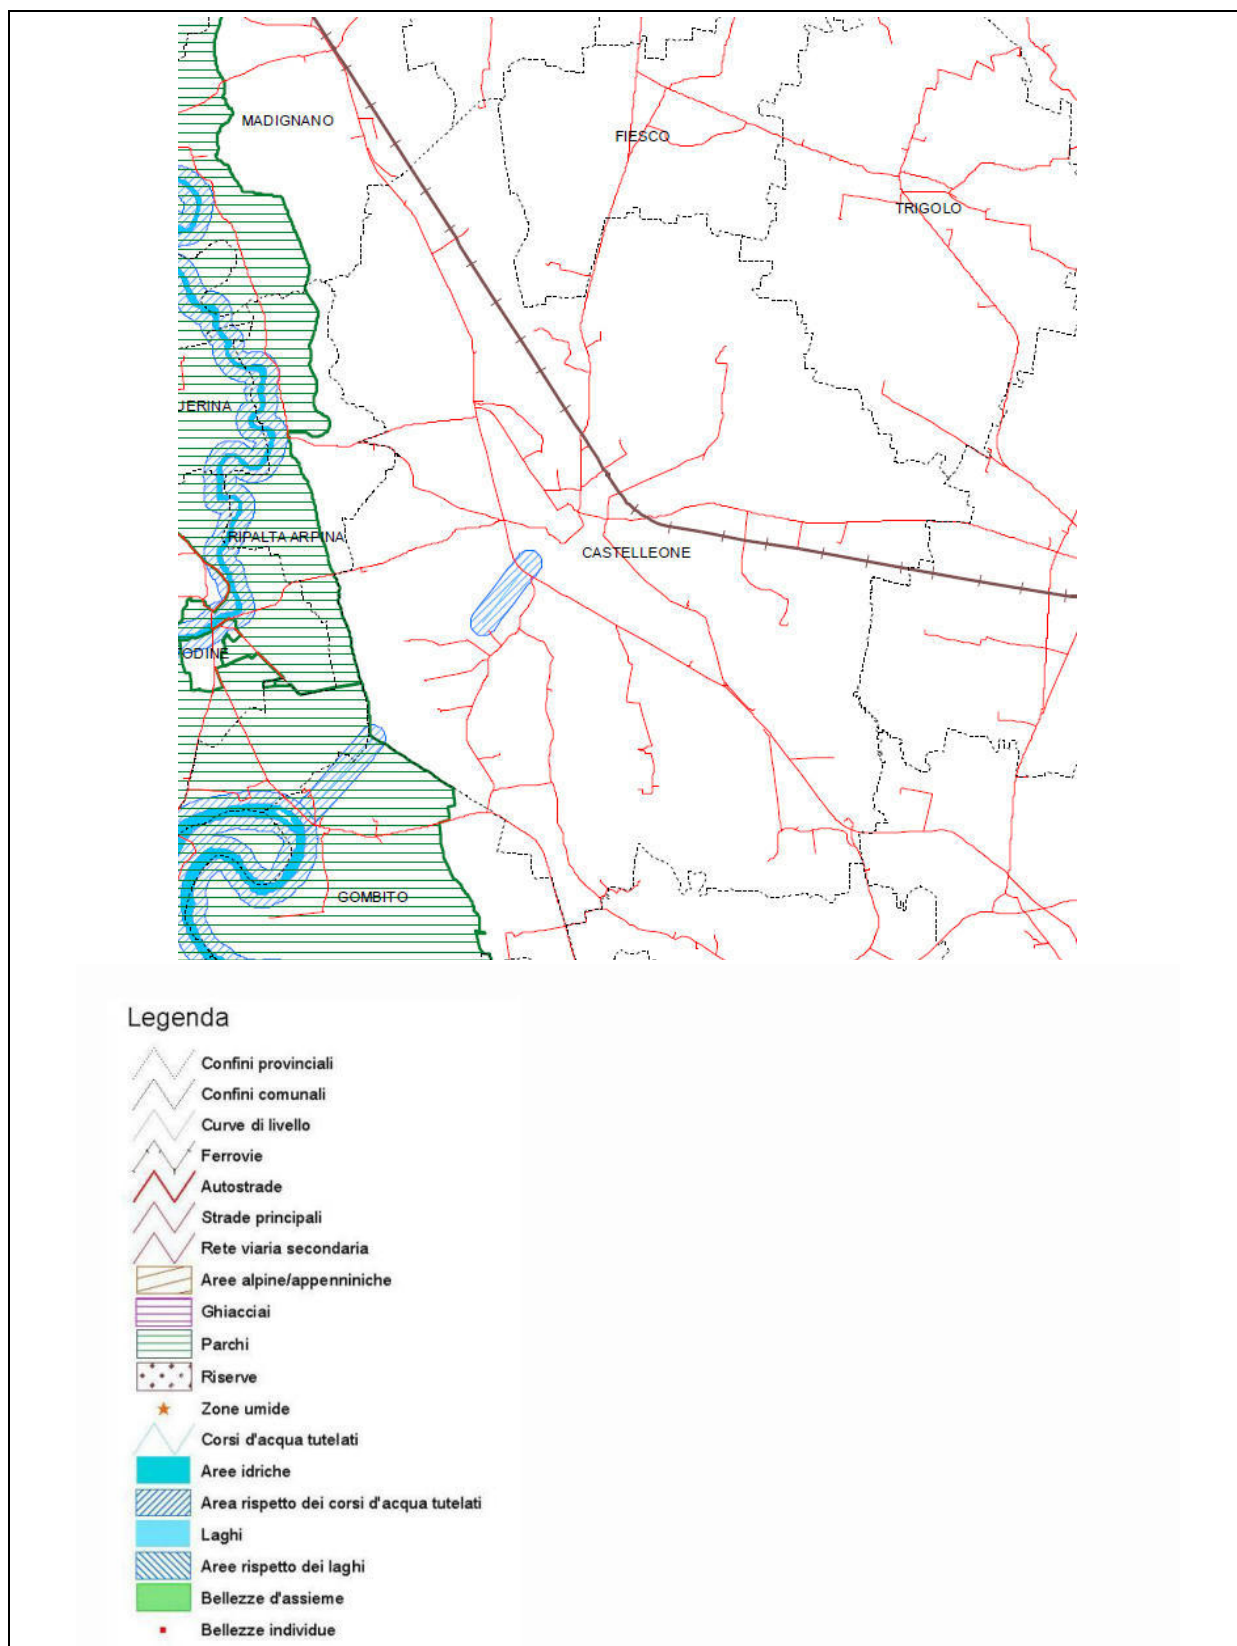 MADIGNANO
FIESCO
TRIGOLO
JERINA
RIPALTA ARPINA
CASTELLEONE
ODINE
GOMBITO
Legenda
Confini provinciali
Confini comunali
Curve di livello
Ferrovie
Autostrade
Strade principali
Rete viaria secondaria
Aree alpine/appenniniche
Ghiacciai
Parchi
Riserve
Zone umide
Corsi d'acqua tutelati
Aree idriche
Area rispetto dei corsi d'acqua tutelati
Laghi
Aree rispetto dei laghi
Bellezze d'assieme
Bellezze individue